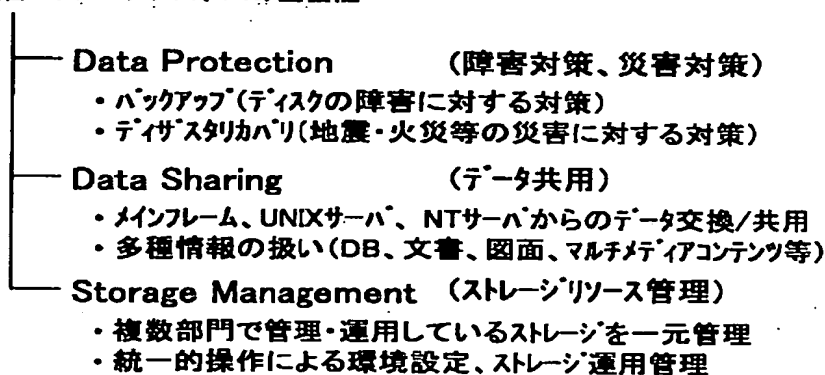 Data Protection (障害対策、災害対策)
・ﾊﾞｯｸｱｯﾌﾟ(ﾃﾞｨｽｸの障害に対する対策)
・ﾃﾞｨｻﾞｽﾀﾘｶﾊﾞﾘ(地震・火災等の災害に対する対策)
Data Sharing (ﾃﾞｰﾀ共用)
・ﾒｲﾝﾌﾚｰﾑ、UNIXｻｰﾊﾞ、NTｻｰﾊﾞからのﾃﾞｰﾀ交換/共用
・多種情報の扱い(DB、文書、図面、ﾏﾙﾁﾒﾃﾞｨｱｺﾝﾃﾝﾂ等)
Storage Management (ｽﾄﾚｰｼﾞﾘｿｰｽ管理)
・複数部門で管理・運用しているｽﾄﾚｰｼﾞを一元管理
・統一的操作による環境設定、ｽﾄﾚｰｼﾞ運用管理